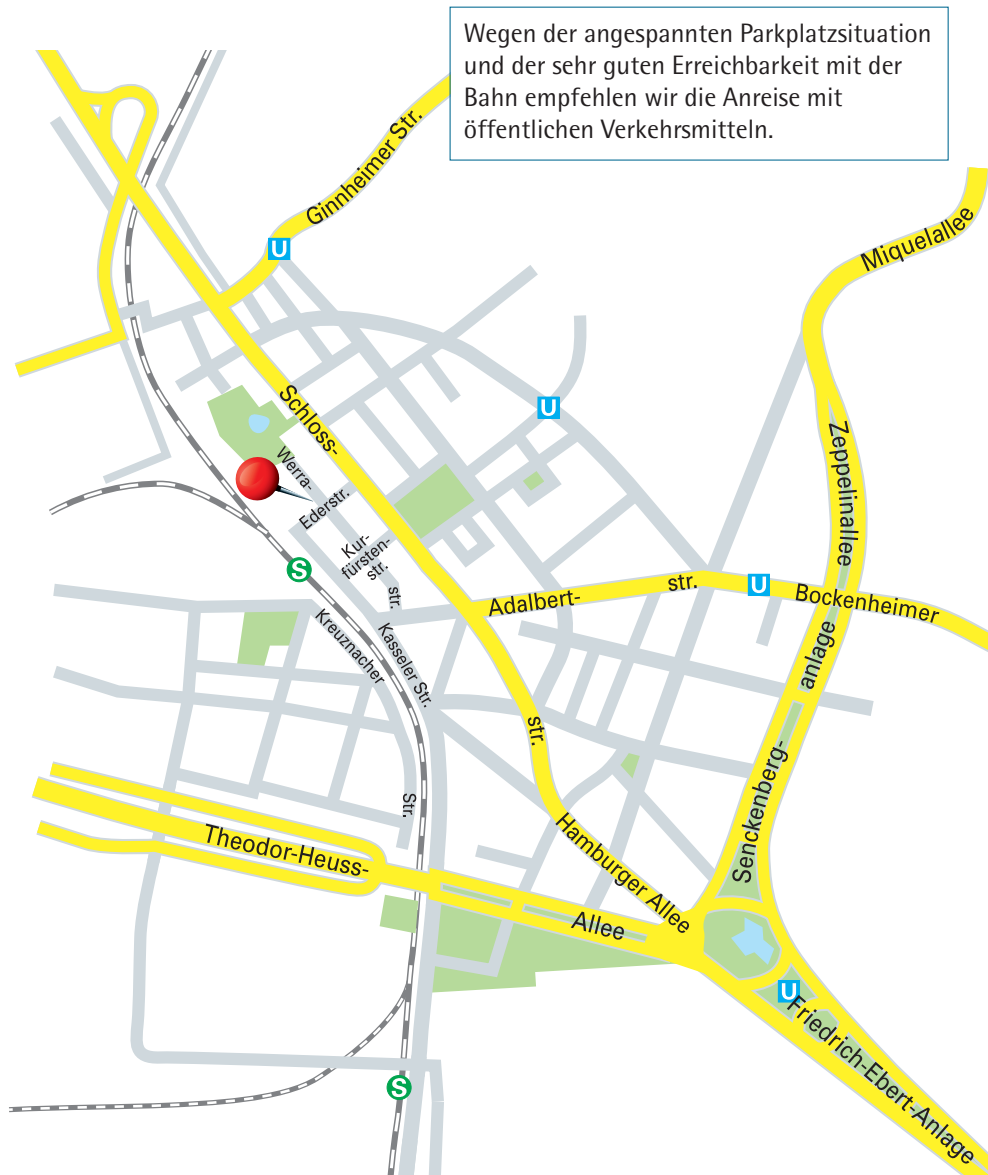 Wegen der angespannten Parkplatzsituation
und der sehr guten Erreichbarkeit mit der
Bahn empfehlen wir die Anreise mit
öffentlichen Verkehrsmitteln.
Ginnheimer Str.
Miquelallee
U
Schloss-
U
Zeppelinallee
Werra-
Ederstr.
Kur-
fürsten-
str.
str.
S
Adalbert-
str.
U
Bockenheimer
Kreuznacher
Kasseler Str.
anlage
str.
Senckenberg-
Str.
Theodor-Heuss-
Hamburger Allee
Allee
U
Friedrich-Ebert-Anlage
S